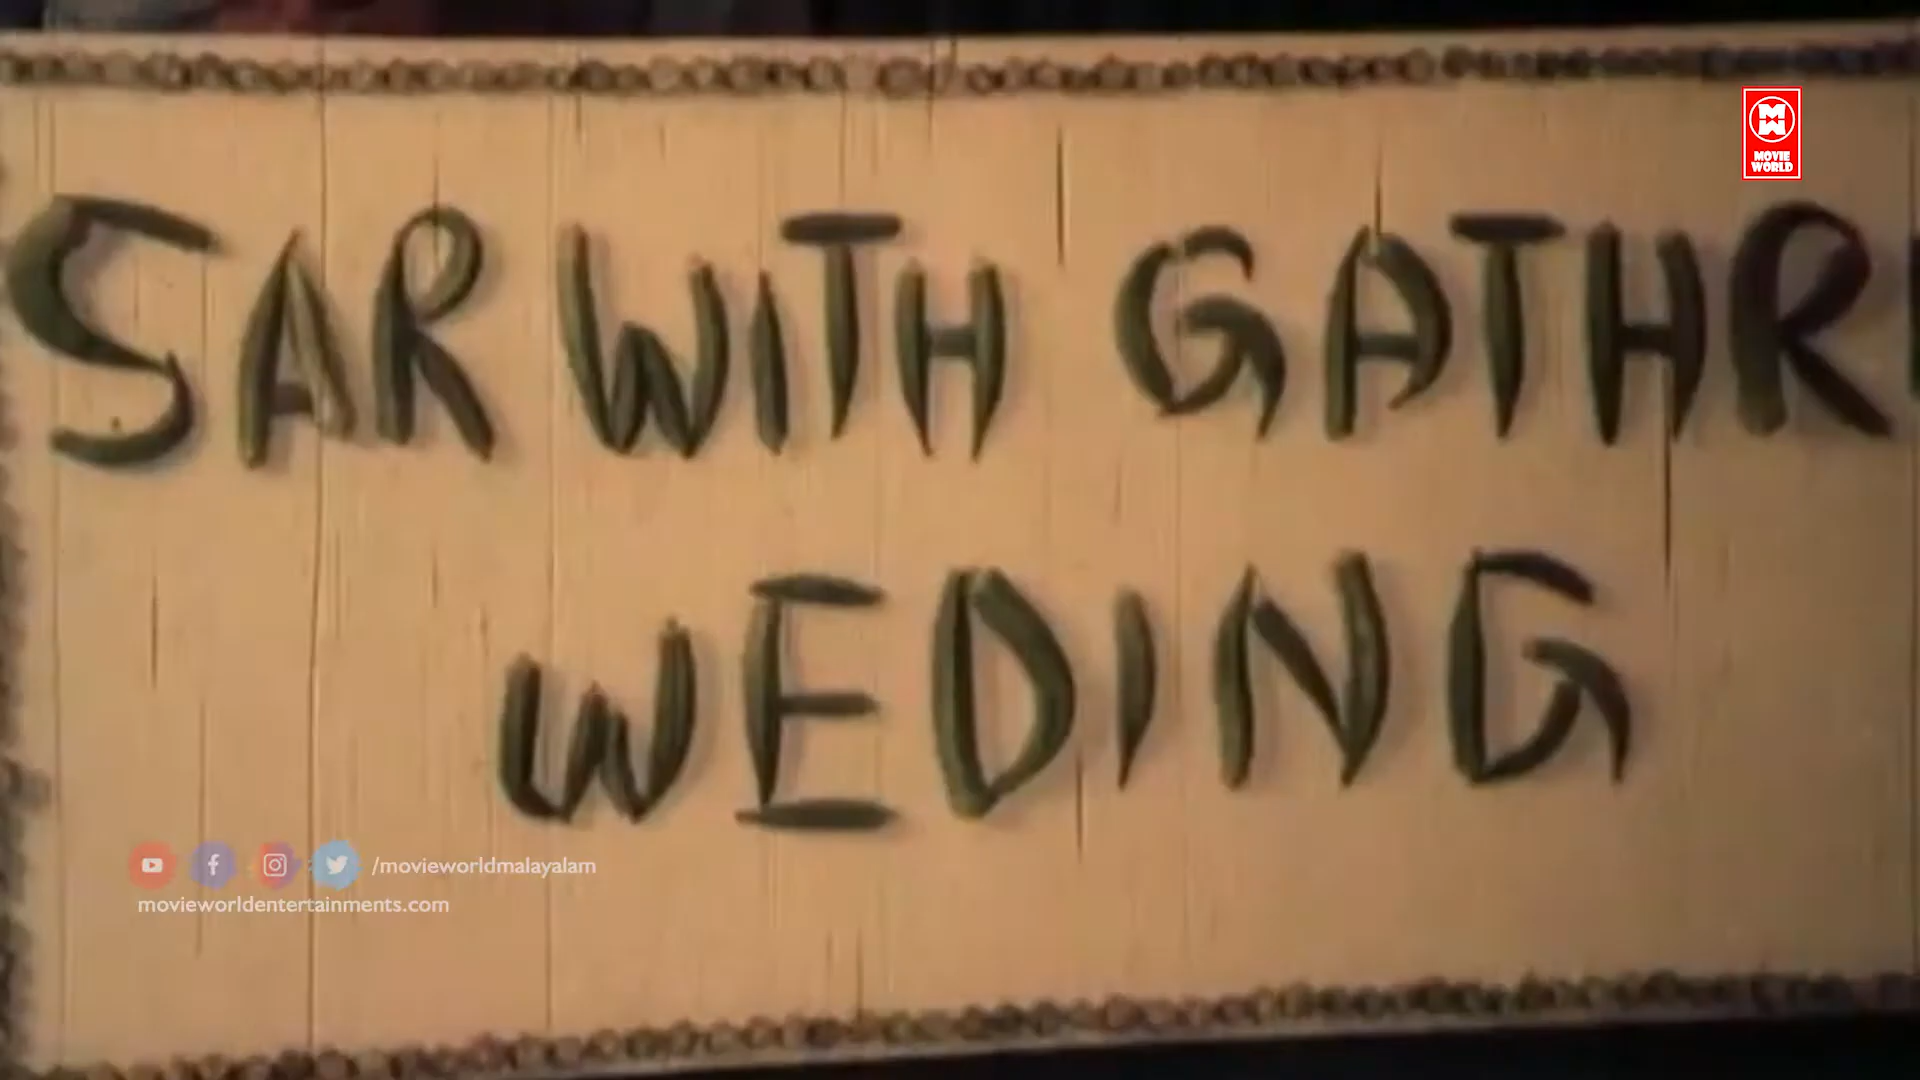 MOVIE
WORLD
SAR WITH GATHR
WEDING
/movieworldmalayalam
movieworldentertainments.com